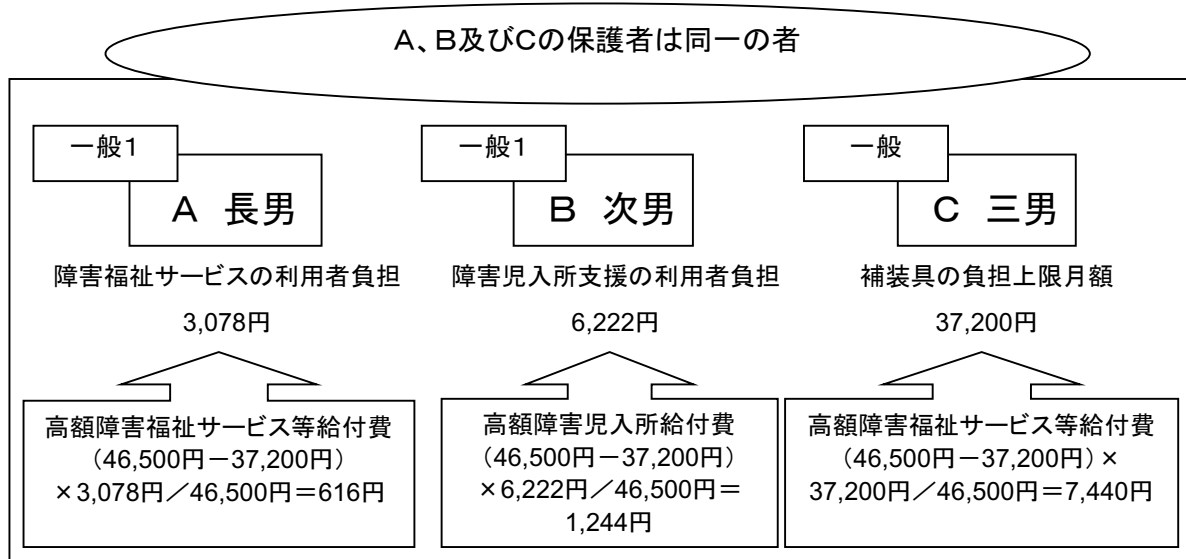 A、B及びCの保護者は同一の者
一般1
A 長男
障害福祉サービスの利用者負担
3,078円
高額障害福祉サービス等給付費
(46,500円-37,200円)
×3,078円/46,500円=616円
一般1
B 次男
障害児入所支援の利用者負担
6,222円
高額障害児入所給付費
(46,500円-37,200円)
×6,222円/46,500円=
1,244円
一般
C 三男
補装具の負担上限月額
37,200円
高額障害福祉サービス等給付費
(46,500円-37,200円)×
37,200円/46,500円=7,440円